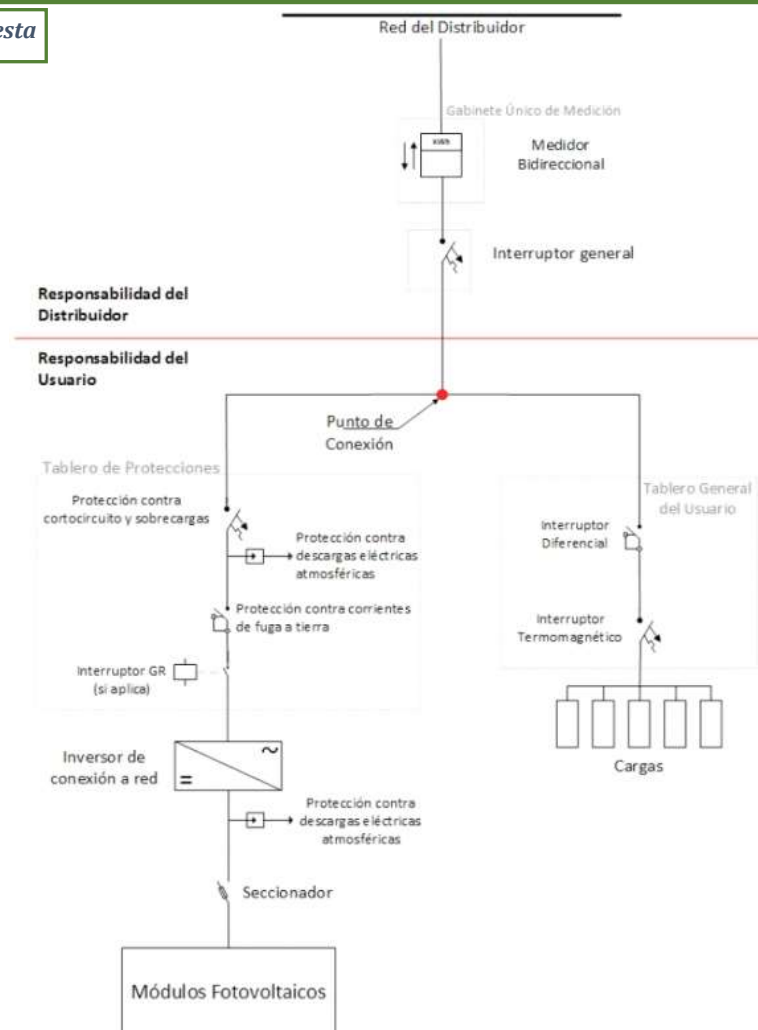 esta
Red del Distribuidor
Gabinete Único de Medición
Medidor
Bidireccional
Interruptor general
Responsabilidad del
Distribuidor
Responsabilidad del
Usuario
Punto de
Conexión
Tablero de Protecciones
Protección contra
cortocircuito y sobrecargas
Protección contra
descargas eléctricas
atmosféricas
Protección contra corrientes
de fuga a tierra
Interruptor GR
(si aplica)
Tablero General
del Usuario
Interruptor
Diferencial
Interruptor
Termomagnético
Cargas
Inversor de
conexión a red
Protección contra
descargas eléctricas
atmosféricas
Seccionador
Módulos Fotovoltaicos